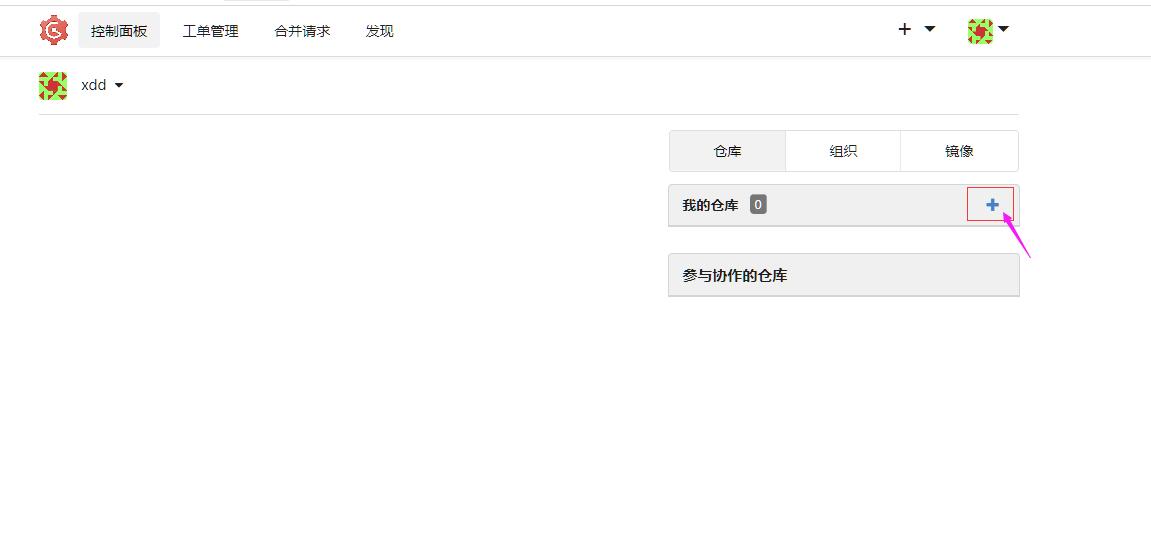 控制面板 工单管理 合并请求 发现
xdd
仓库 组织 镜像
我的仓库 0
参与协作的仓库